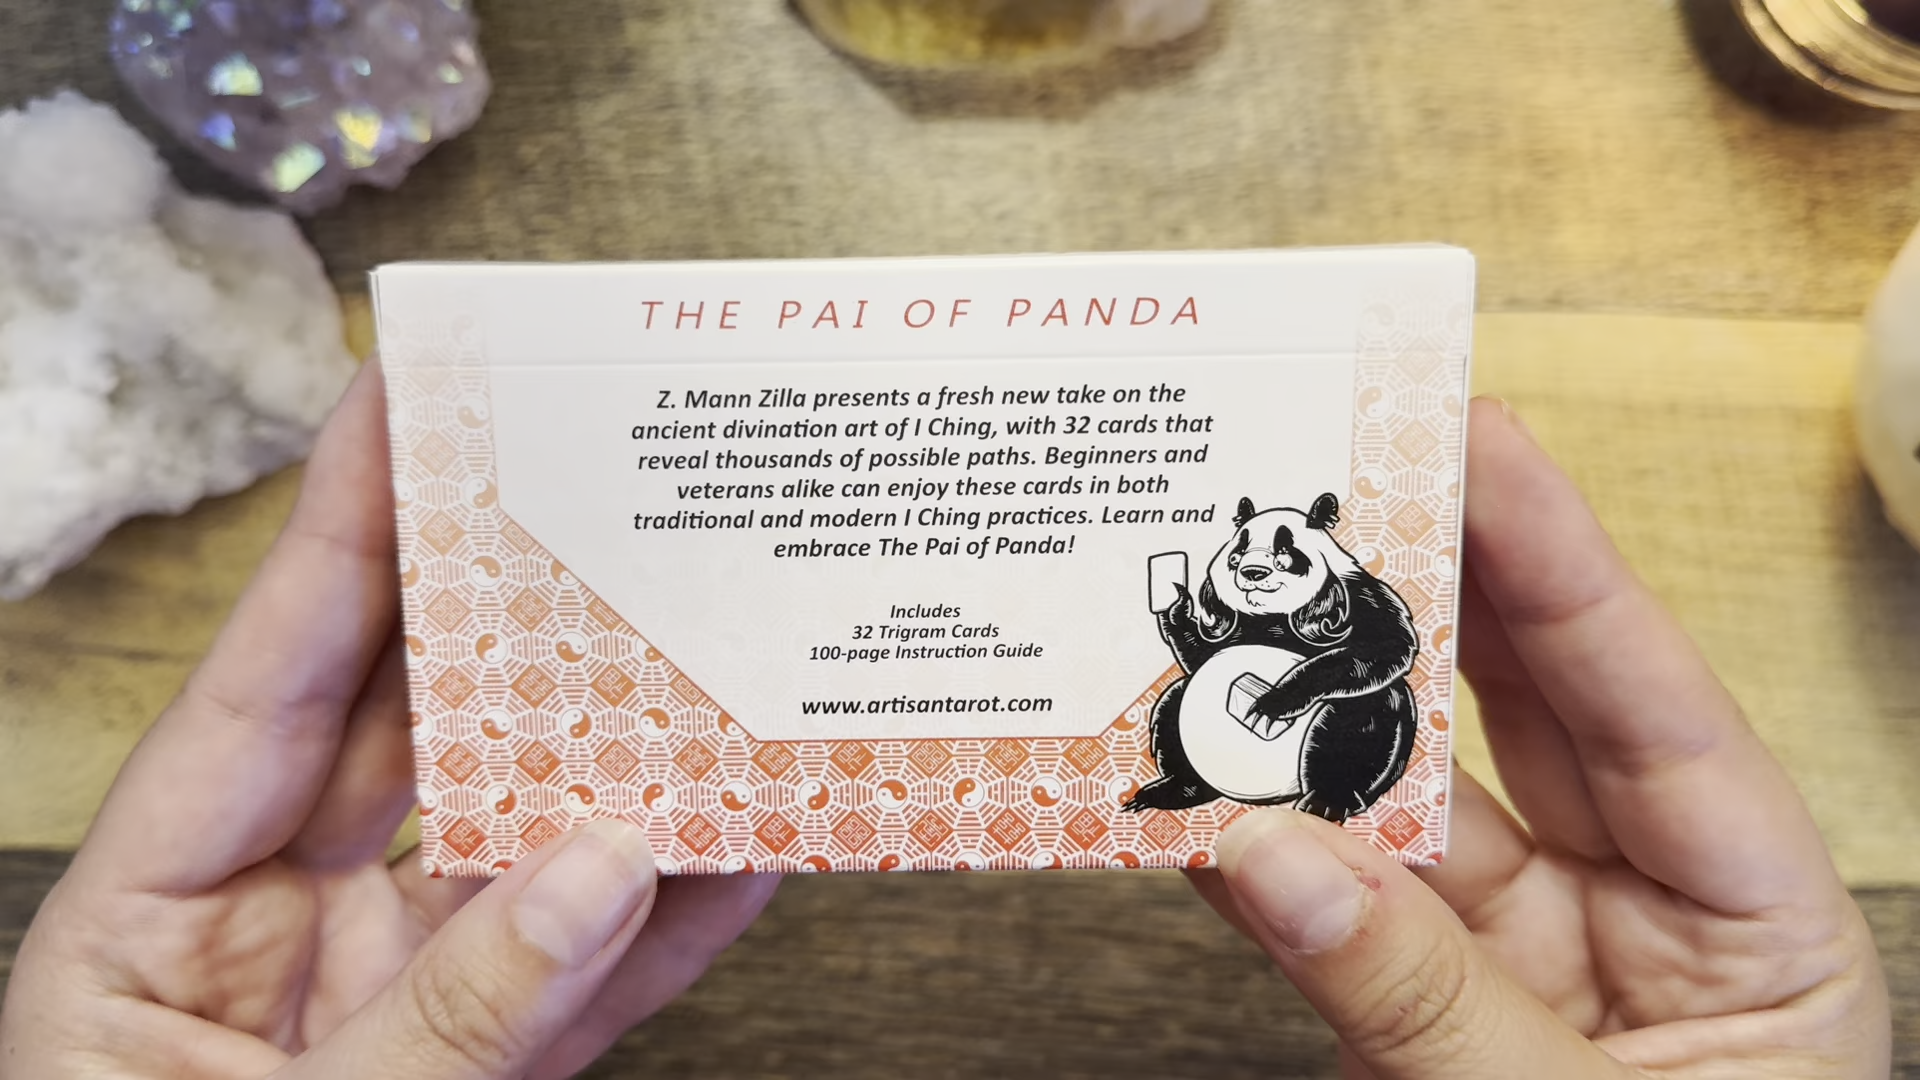 THE PAI OF PANDA
Z. Mann Zilla presents a fresh new take on the
ancient divination art of I Ching, with 32 cards that
reveal thousands of possible paths. Beginners and
veterans alike can enjoy these cards in both
traditional and modern I Ching practices. Learn and
embrace The Pai of Panda!
Includes
32 Trigram Cards
100-page Instruction Guide
www.artisantarot.com